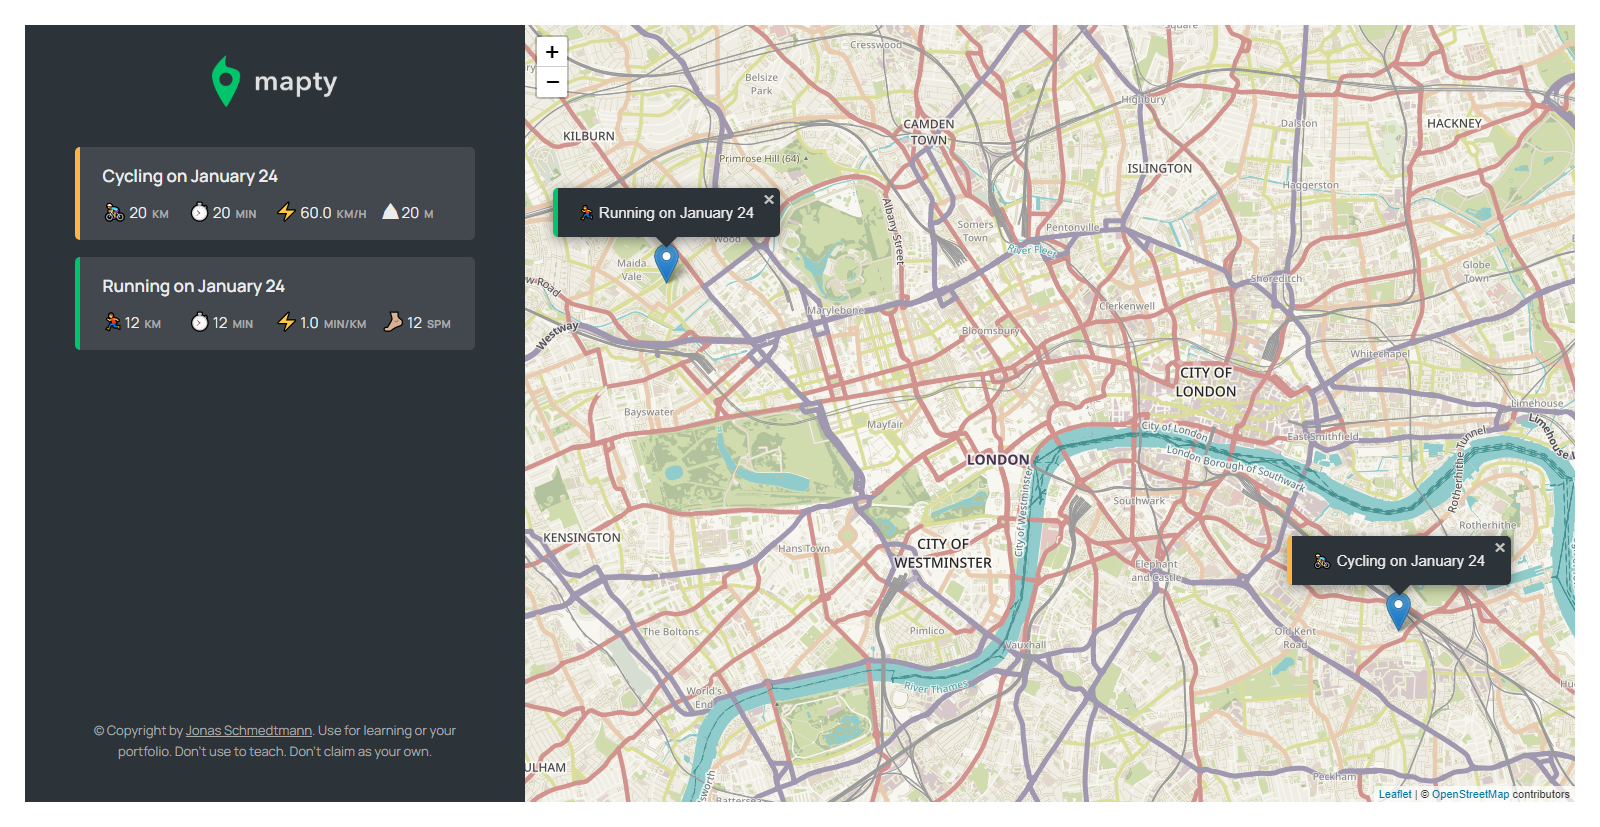 mapty
Cycling on January 24
20 KM
20 MIN
60.0 KM/H
20 M
Running on January 24
12 KM
12 MIN
1.0 MIN/KM
12 SPM
© Copyright by Jonas Schmedtmann. Use for learning or your
portfolio. Don't use to teach. Don't claim as your own.
+
−
Cresswood
Belsize
Park
Highbury
KILBURN
CAMDEN
TOWN
Dalston
HACKNEY
Primrose Hill (64)
ISLINGTON
Haggerston
Running on January 24
×
Albany Street
Somers
Town
Pentonville
Wood
River Fleet
Maida
Vale
Shoreditch
Globe
Town
w Road
Marylebone
Clerkenwell
Westway
Bloomsbury
Whitechapel
CITY OF
LONDON
Bayswater
Mayfair
Limehouse
City of London
East Smithfield
Limehouse
LONDON
London Borough of Southwark
Rotherhithe Tunnel
City of Westminster
Southwark
Rotherhithe
KENSINGTON
Hans Town
CITY OF
WESTMINSTER
Cycling on January 24
×
Elephant
and Castle
The Boltons
Pimlico
Vauxhall
Old Kent
Road
World's
End
River Thames
ULHAM
Peckham
Battersea
Leaflet | © OpenStreetMap contributors